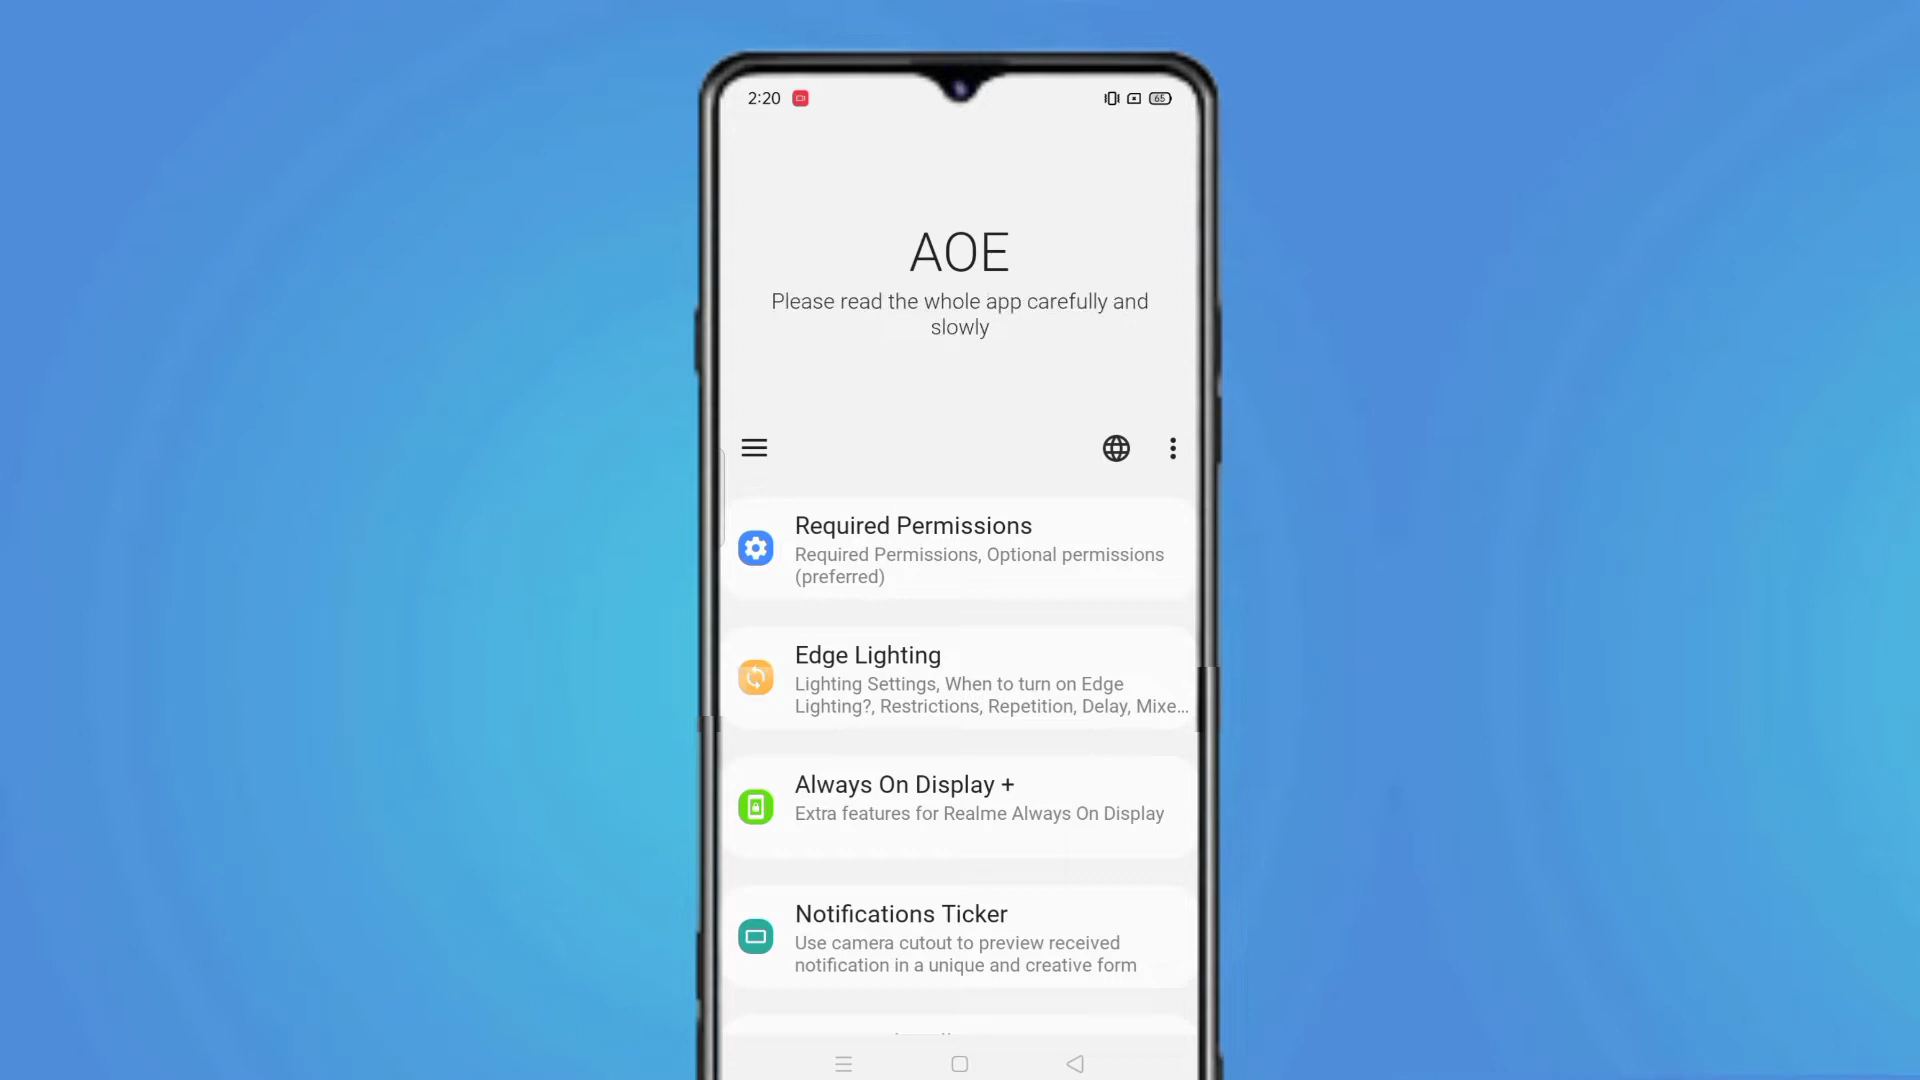 2:20
65
AOE
Please read the whole app carefully and
slowly
Required Permissions
Required Permissions, Optional permissions
(preferred)
Edge Lighting
Lighting Settings, When to turn on Edge
Lighting?, Restrictions, Repetition, Delay, Mixe...
Always On Display +
Extra features for Realme Always On Display
Notifications Ticker
Use camera cutout to preview received
notification in a unique and creative form